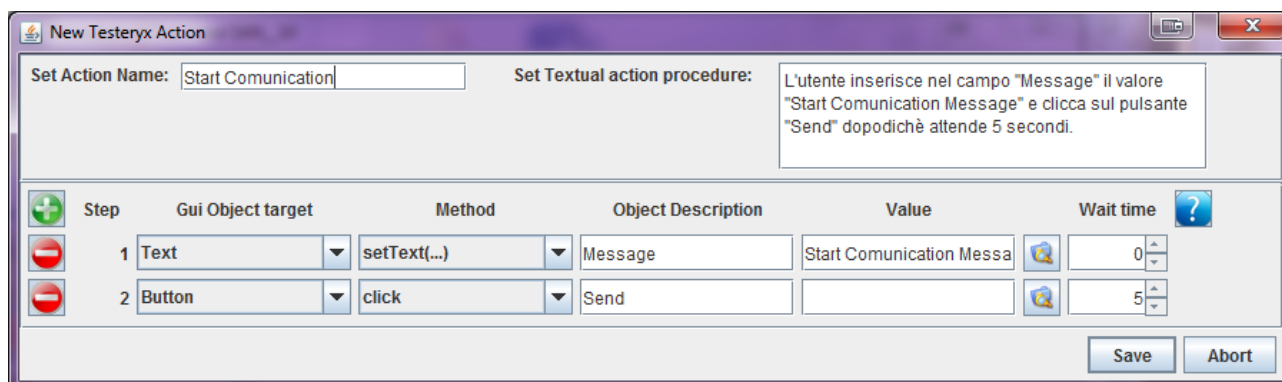 New Testeryx Action
Set Action Name: Start Comunication Set Textual action procedure: L'utente inserisce nel campo "Message" il valore
"Start Comunication Message" e clicca sul pulsante
"Send" dopodichè attende 5 secondi.
Step Gui Object target Method Object Description Value Wait time ?
1 Text setText(...) Message Start Comunication Messa 0
2 Button click Send 5
Save Abort